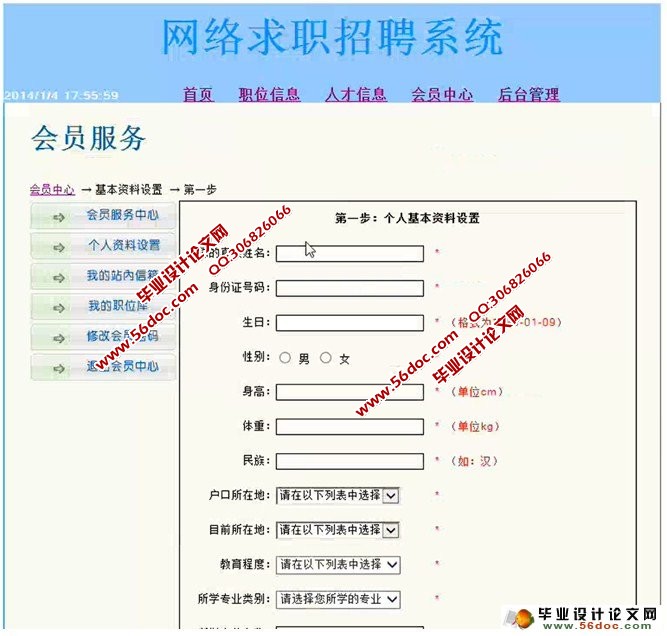 网络求职招聘系统
2014/1/4 17:55:59
首页 职位信息 人才信息 会员中心 后台管理
会员服务
会员中心 → 基本资料设置 → 第一步
会员服务中心
个人资料设置
我的站内信箱
我的职位库
修改会员密码
会员中心
第一步：个人基本资料设置
姓名： *
身份证号码： *
生日： * （格式为 -01-09）
性别： 男 女
身高： * （单位cm）
体重： * （单位kg）
民族： * （如：汉）
户口所在地： 请在以下列表中选择 *
目前所在地： 请在以下列表中选择 *
教育程度： 请在以下列表中选择 *
所学专业类别： 请选择您所学的专业 *
毕业设计论文网
www.56doc.com QQ:306826066
www.56doc.com QQ:306826066
毕业设计论文网
毕业设计论文网
www.56doc.com